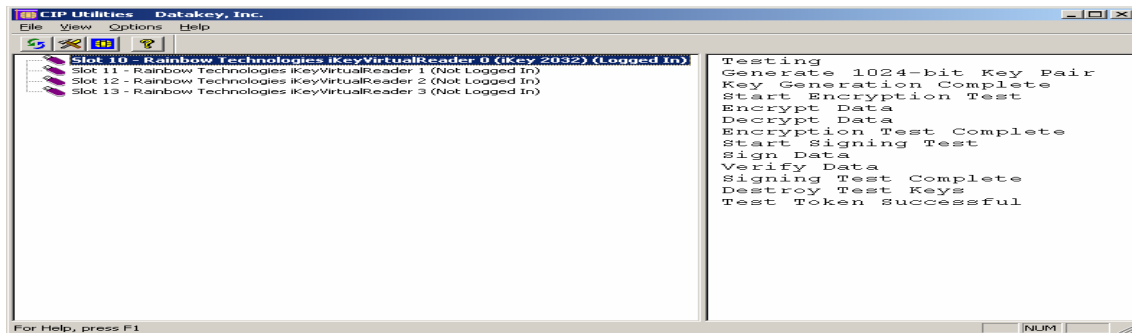 CIP Utilities Datakey, Inc.
File View Options Help
Slot 10 - Rainbow Technologies iKeyVirtualReader 0 (iKey 2032) (Logged In)
Slot 11 - Rainbow Technologies iKeyVirtualReader 1 (Not Logged In)
Slot 12 - Rainbow Technologies iKeyVirtualReader 2 (Not Logged In)
Slot 13 - Rainbow Technologies iKeyVirtualReader 3 (Not Logged In)
Testing
Generate 1024-bit Key Pair
Key Generation Complete
Start Encryption Test
Encrypt Data
Decrypt Data
Encryption Test Complete
Start Signing Test
Sign Data
Verify Data
Signing Test Complete
Destroy Test Keys
Test Token Successful
For Help, press F1
NUM